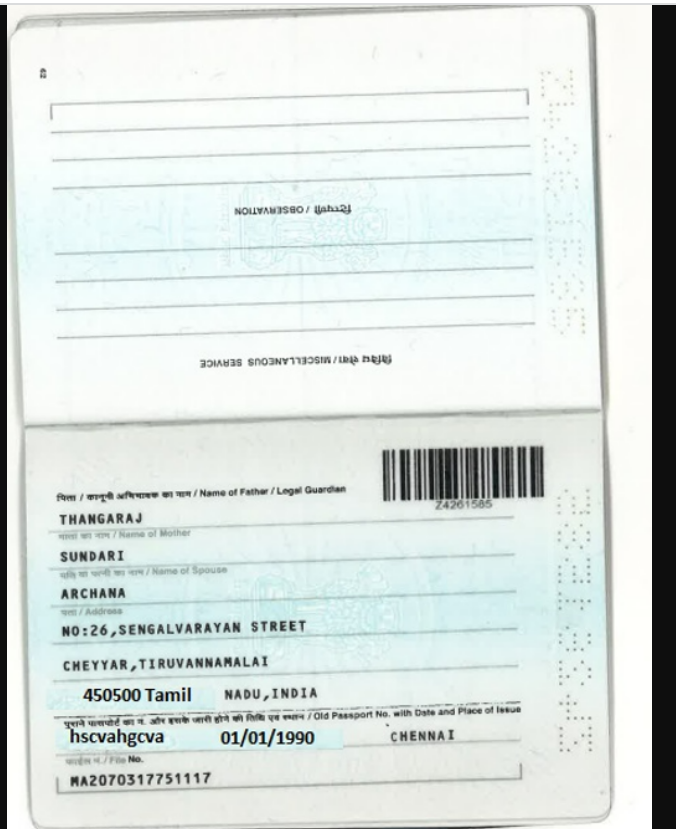 टिप्पणी / OBSERVATION
विविध सेवा / MISCELLANEOUS SERVICE
पिता / कानूनी अभिभावक का नाम / Name of Father / Legal Guardian
Z4261585
THANGARAJ
माता का नाम / Name of Mother
SUNDARI
पति या पत्नी का नाम / Name of Spouse
ARCHANA
पता / Address
NO:26,SENGALVARAYAN STREET
CHEYYAR,TIRUVANNAMALAI
450500 Tamil NADU,INDIA
पुराने पासपोर्ट का नं. और इसके जारी होने की तिथि एवं स्थान / Old Passport No. with Date and Place of Issue
hscvahgcva 01/01/1990 CHENNAI
फाईल नं. / File No.
MA2070317751117